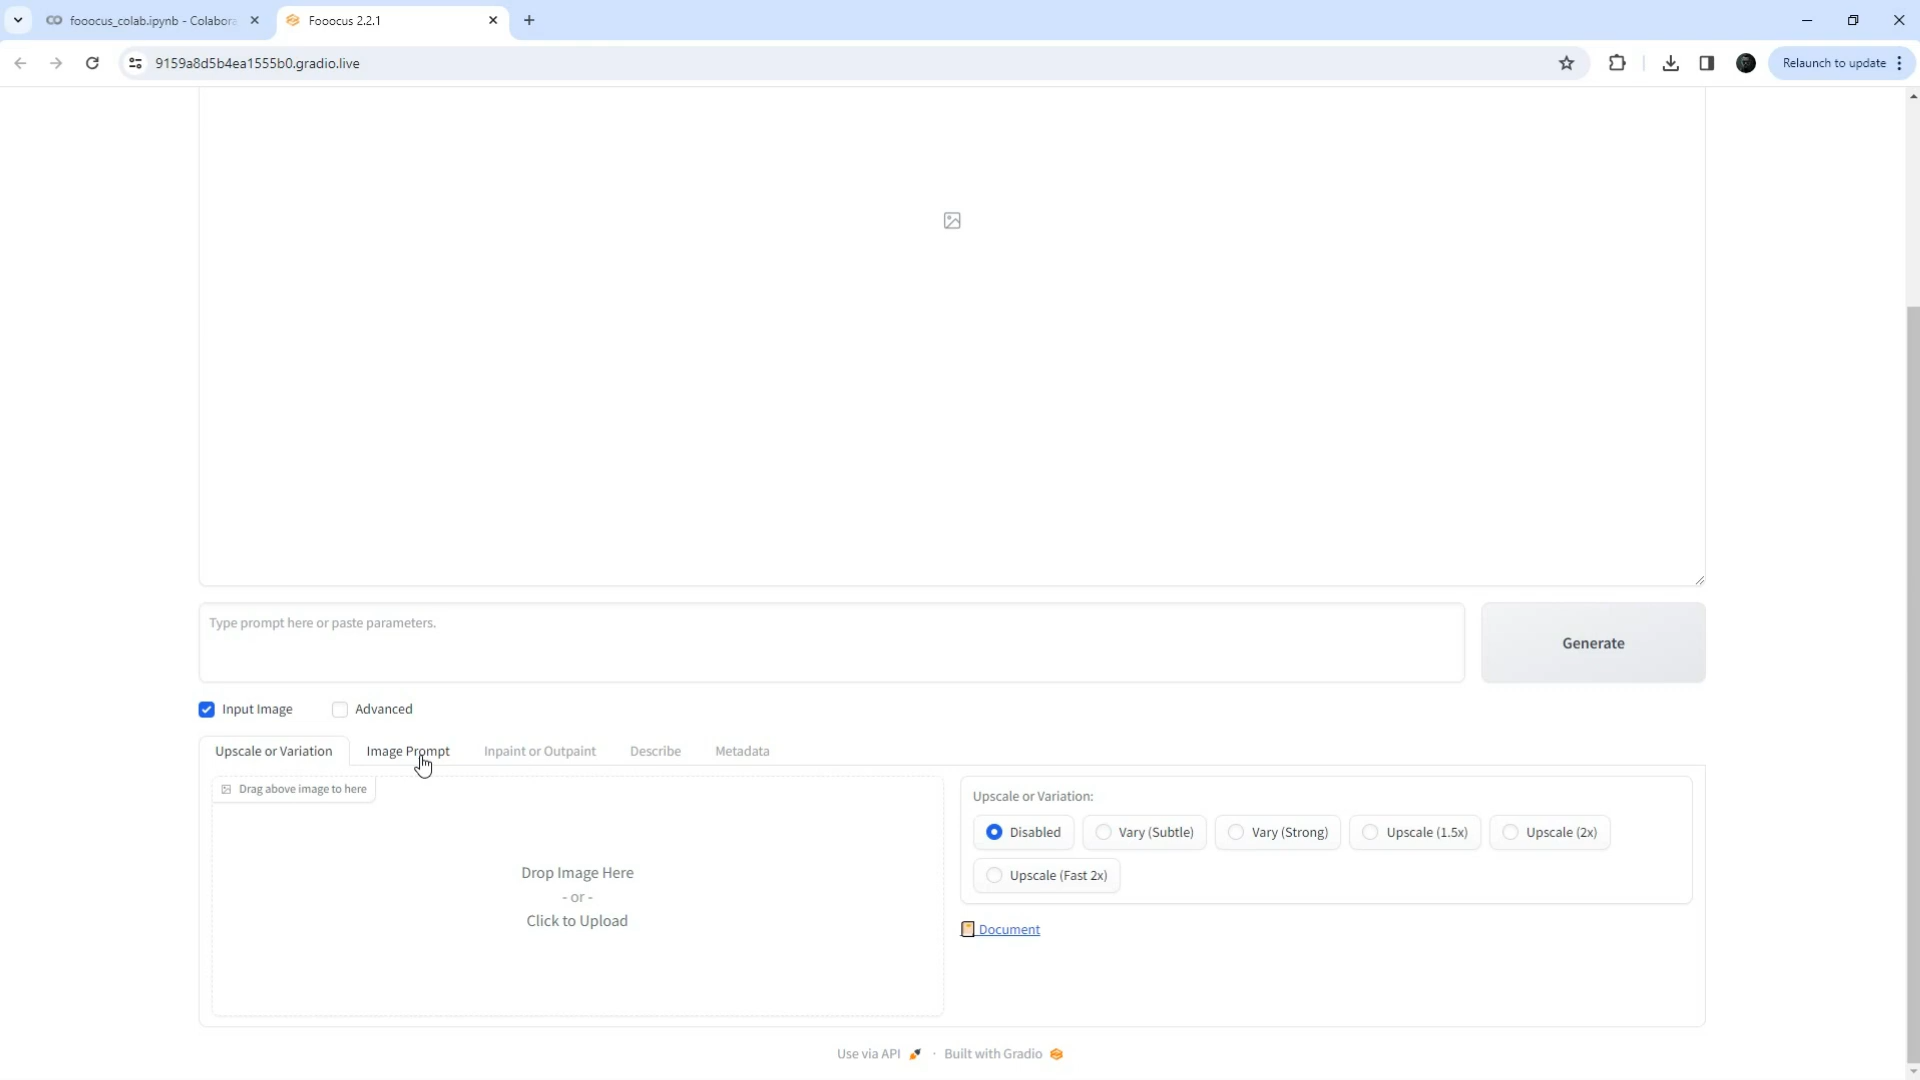 fooocus_colab.ipynb - Colabora
Fooocus 2.2.1
9159a8d5b4ea1555b0.gradio.live
Relaunch to update
Type prompt here or paste parameters.
Generate
Input Image
Advanced
Upscale or Variation
Image Prompt
Inpaint or Outpaint
Describe
Metadata
Drag above image to here
Drop Image Here
- or -
Click to Upload
Upscale or Variation:
Disabled
Vary (Subtle)
Vary (Strong)
Upscale (1.5x)
Upscale (2x)
Upscale (Fast 2x)
Document
Use via API · Built with Gradio